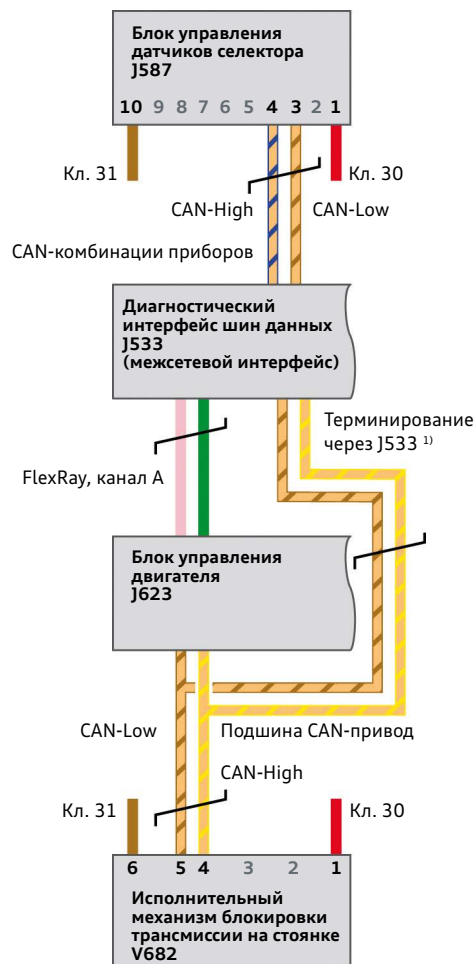 Блок управления
датчиков селектора
J587
10 9 8 7 6 5 4 3 2 1
Кл. 31
Кл. 30
CAN-High
CAN-Low
CAN-комбинации приборов
Диагностический
интерфейс шин данных
J533
(межсетевой интерфейс)
Терминирование
через J533 1)
FlexRay, канал A
Блок управления
двигателя
J623
CAN-Low
Подшина CAN-привод
CAN-High
Кл. 31
Кл. 30
6 5 4 3 2 1
Исполнительный
механизм блокировки
трансмиссии на стоянке
V682